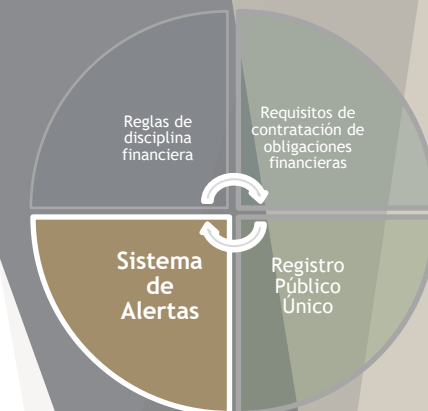 Reglas de
disciplina
financiera
Requisitos de
contratación de
obligaciones
financieras
Sistema
de
Alertas
Registro
Público
Único